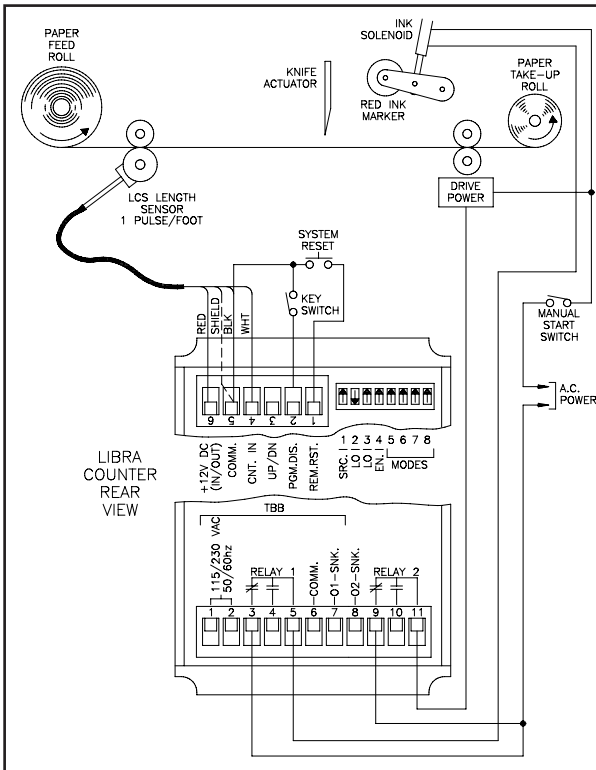 PAPER
FEED
ROLL
KNIFE
ACTUATOR
INK
SOLENOID
RED INK
MARKER
PAPER
TAKE-UP
ROLL
LCS LENGTH
SENSOR
1 PULSE/FOOT
DRIVE
POWER
SYSTEM
RESET
KEY
SWITCH
MANUAL
START
SWITCH
A.C.
POWER
RED
SHIELD
BLK
WHT
6 5 4 3 2 1
+12V DC
(IN/OUT)
COMM.
CNT. IN
UP/DN
PGM.DIS.
REM.RST.
1 2 3 4 5 6 7 8
SRC.
LO
LO
EN.
MODES
LIBRA
COUNTER
REAR
VIEW
TBB
115/230 VAC
50/60hz
RELAY 1
COMM.
O1-SNK.
O2-SNK.
RELAY 2
1 2 3 4 5 6 7 8 9 10 11